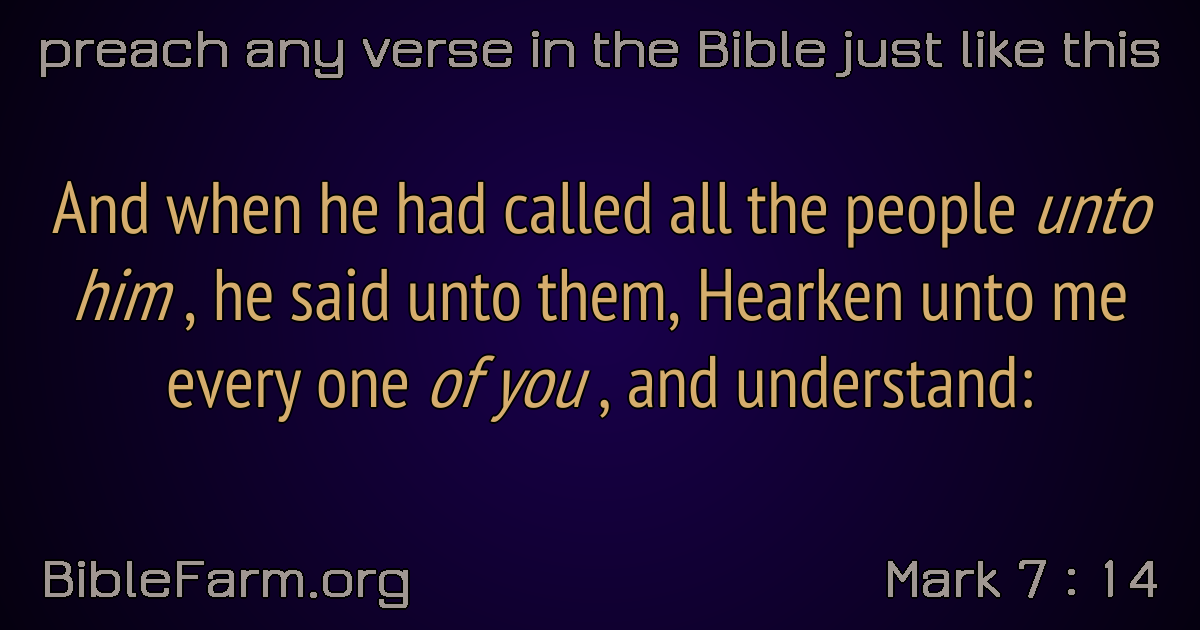 preach any verse in the Bible just like this
And when he had called all the people unto
him , he said unto them, Hearken unto me
every one of you , and understand:
BibleFarm.org
Mark 7 : 14